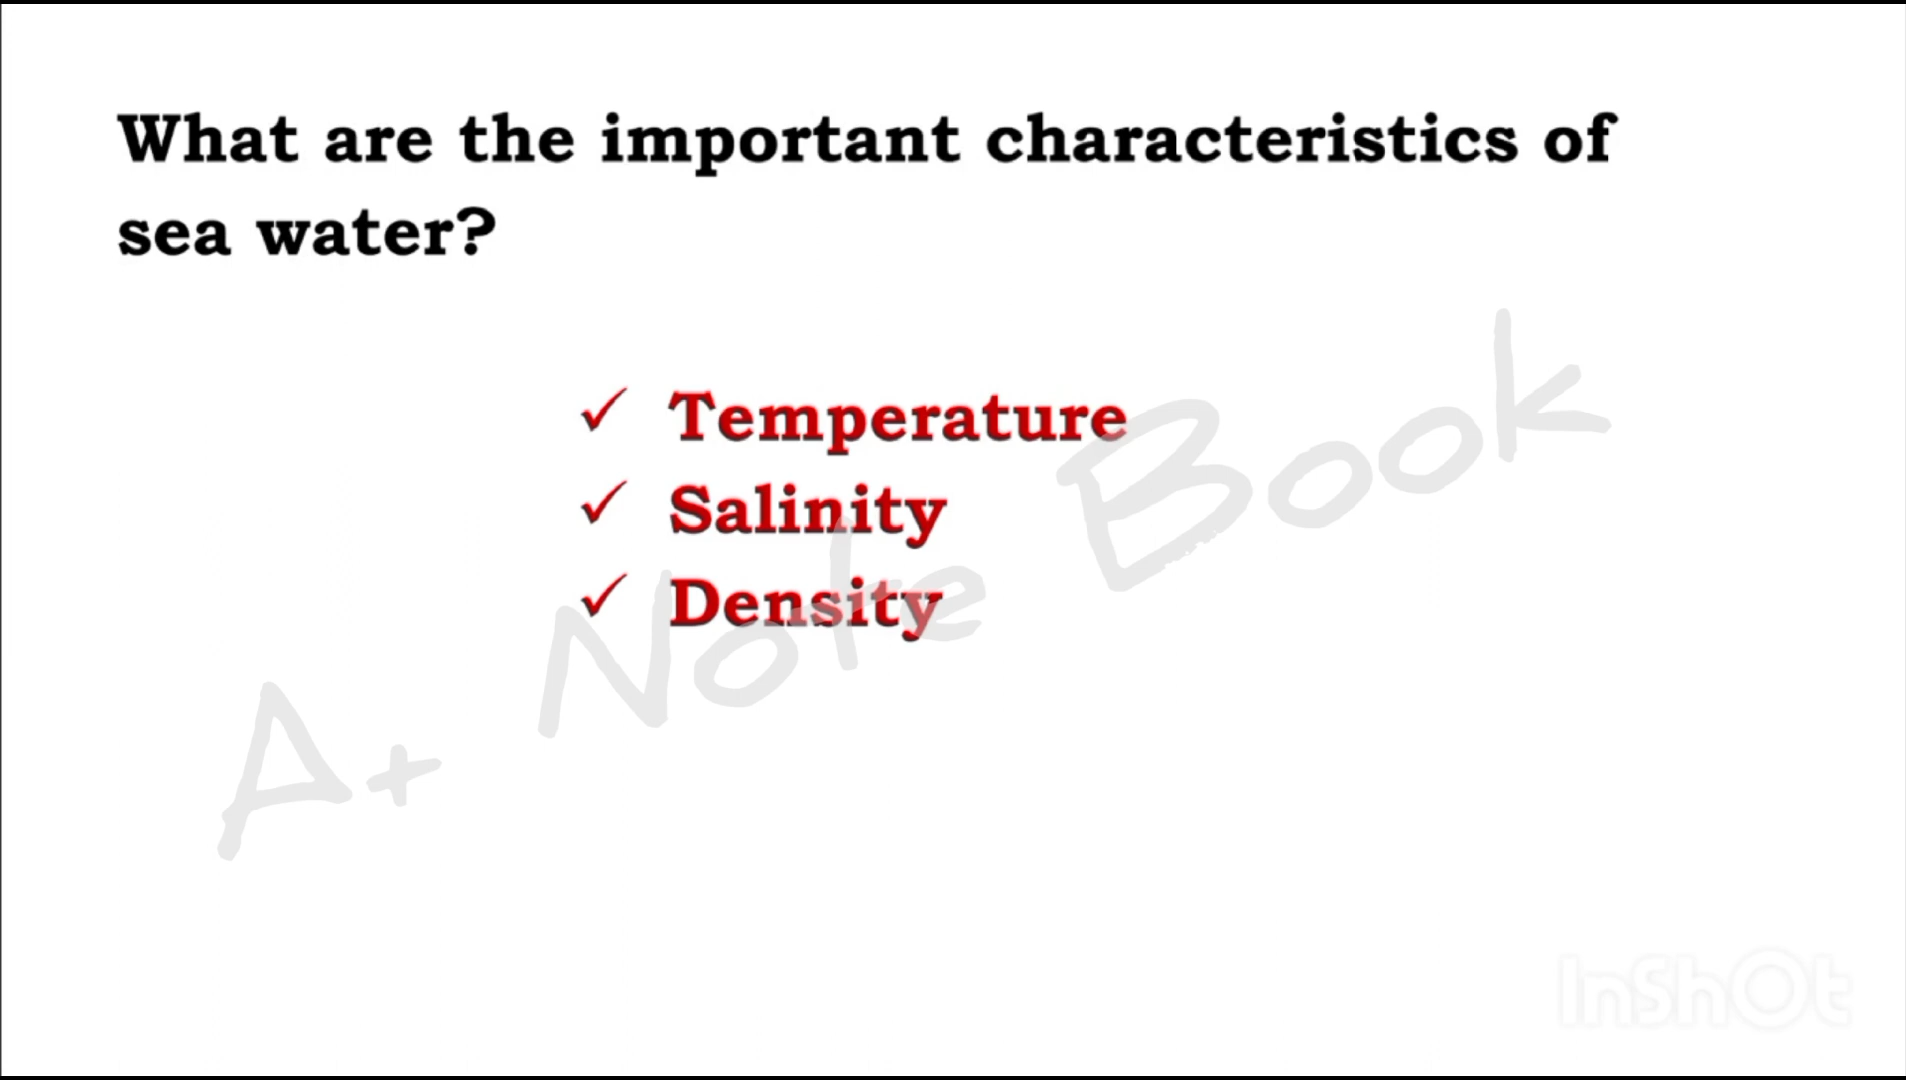 What are the important characteristics of
sea water?
✓ Temperature
✓ Salinity
✓ Density
A+ Note Book
InShOt